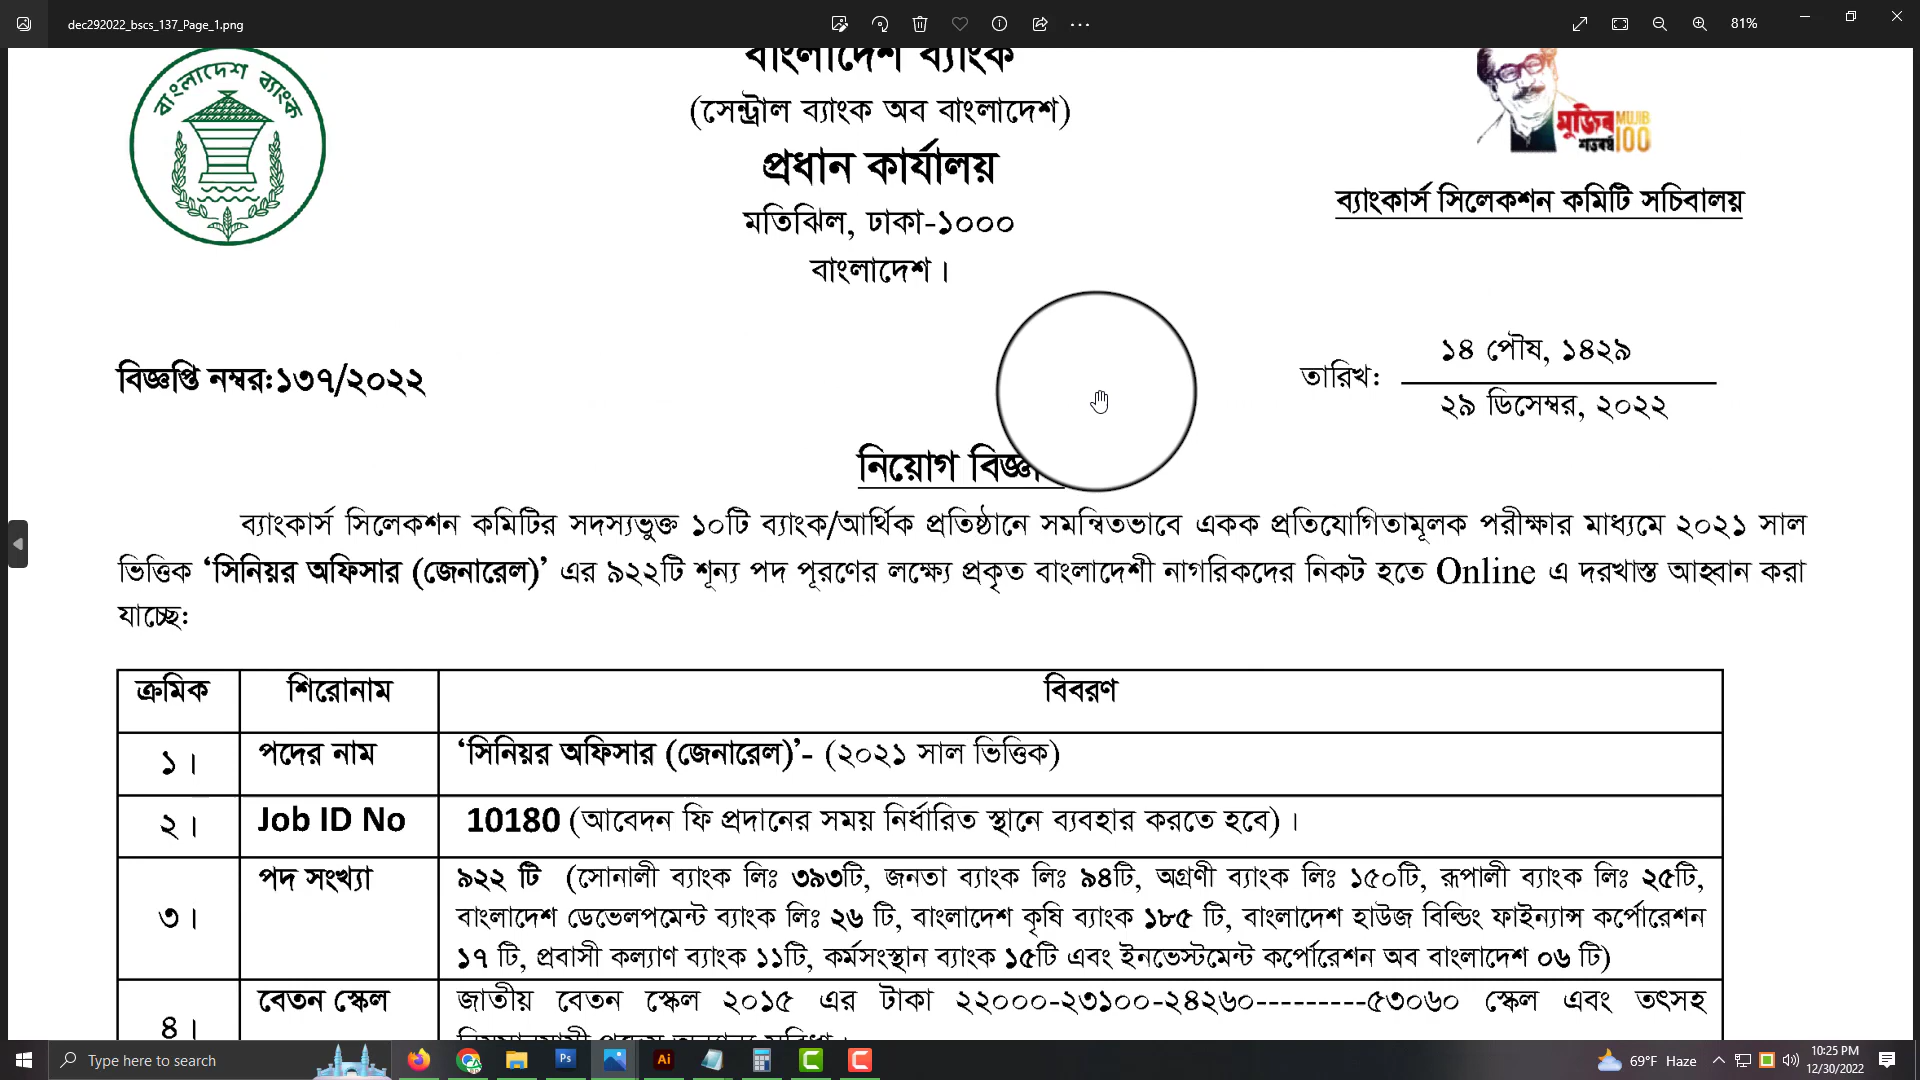 dec292022_bscs_137_Page_1.png
81%
বাংলাদেশ ব্যাংক
বাংলাদেশ ব্যাংক
(সেন্ট্রাল ব্যাংক অব বাংলাদেশ)
প্রধান কার্যালয়
মতিঝিল, ঢাকা-১০০০
বাংলাদেশ।
মুজিব MUJIB
শতবর্ষ 100
ব্যাংকার্স সিলেকশন কমিটি সচিবালয়
বিজ্ঞপ্তি নম্বর:১৩৭/২০২২
তারিখ:
১৪ পৌষ, ১৪২৯
২৯ ডিসেম্বর, ২০২২
নিয়োগ
ব্যাংকার্স সিলেকশন কমিটির সদস্যভুক্ত ১০টি ব্যাংক/আর্থিক প্রতিষ্ঠানে সমন্বিতভাবে একক প্রতিযোগিতামূলক পরীক্ষার মাধ্যমে ২০২১ সাল
ভিত্তিক ‘সিনিয়র অফিসার (জেনারেল)’ এর ৯২২টি শূন্য পদ পূরণের লক্ষ্যে প্রকৃত বাংলাদেশী নাগরিকদের নিকট হতে Online এ দরখাস্ত আহ্বান করা
যাচ্ছে:
ক্রমিক শিরোনাম বিবরণ
১। পদের নাম ‘সিনিয়র অফিসার (জেনারেল)’- (২০২১ সাল ভিত্তিক)
২। Job ID No 10180 (আবেদন ফি প্রদানের সময় নির্ধারিত স্থানে ব্যবহার করতে হবে)।
৩। পদ সংখ্যা ৯২২ টি (সোনালী ব্যাংক লিঃ ৩৯৩টি, জনতা ব্যাংক লিঃ ৯৪টি, অগ্রণী ব্যাংক লিঃ ১৫০টি, রূপালী ব্যাংক লিঃ ২৫টি,
বাংলাদেশ ডেভেলপমেন্ট ব্যাংক লিঃ ২৬ টি, বাংলাদেশ কৃষি ব্যাংক ১৮৫ টি, বাংলাদেশ হাউজ বিল্ডিং ফাইন্যান্স কর্পোরেশন
১৭ টি, প্রবাসী কল্যাণ ব্যাংক ১১টি, কর্মসংস্থান ব্যাংক ১৫টি এবং ইনভেস্টমেন্ট কর্পোরেশন অব বাংলাদেশ ০৬ টি)
৪। বেতন স্কেল জাতীয় বেতন স্কেল ২০১৫ এর টাকা ২২০০০-২৩১০০-২৪২৬০---------৫৩০৬০ স্কেল এবং তৎসহ
Type here to search
Ps
Ai
69°F Haze
10:25 PM
12/30/2022